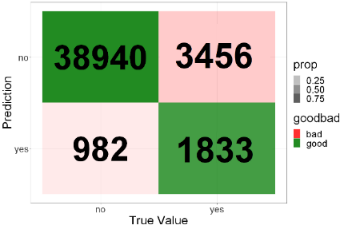 no
38940
3456
yes
982
1833
Prediction
no
yes
True Value
prop
0.25
0.50
0.75
goodbad
bad
good